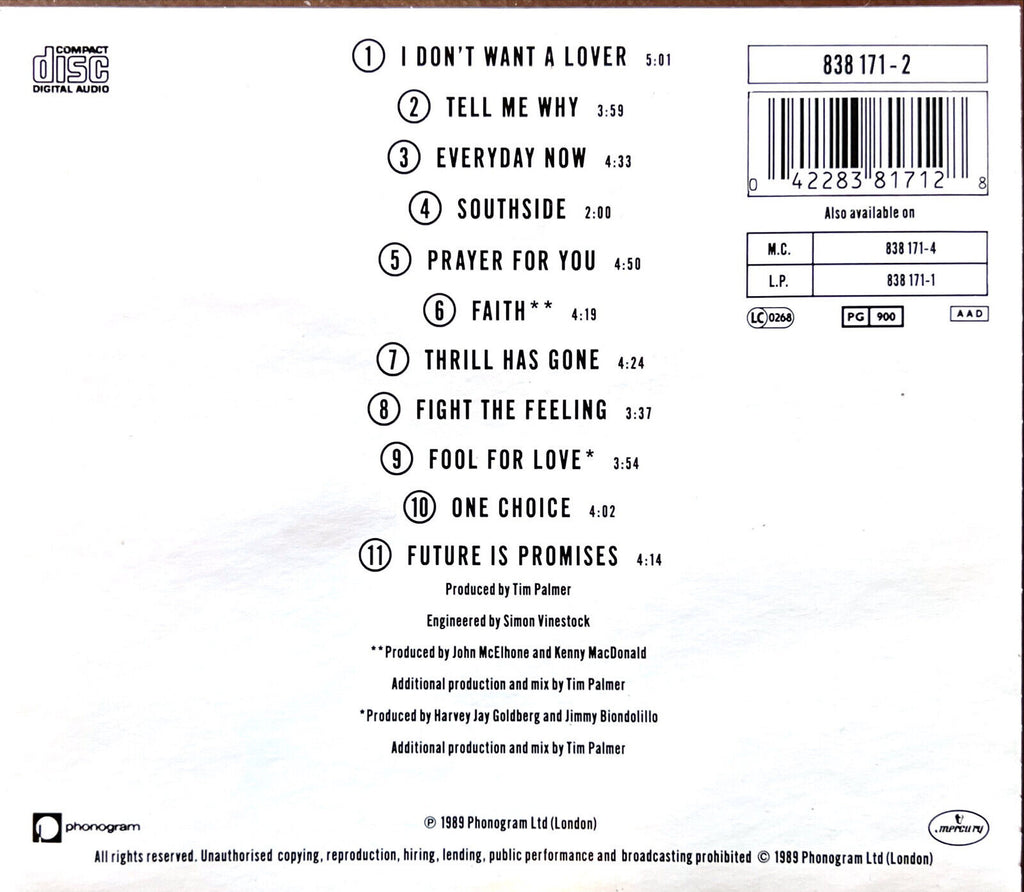 COMPACT
disc
DIGITAL AUDIO
1 I DON'T WANT A LOVER 5:01
2 TELL ME WHY 3:59
3 EVERYDAY NOW 4:33
4 SOUTHSIDE 2:00
5 PRAYER FOR YOU 4:50
6 FAITH** 4:19
7 THRILL HAS GONE 4:24
8 FIGHT THE FEELING 3:37
9 FOOL FOR LOVE* 3:54
10 ONE CHOICE 4:02
11 FUTURE IS PROMISES 4:14
Produced by Tim Palmer
Engineered by Simon Vinestock
**Produced by John McElhone and Kenny MacDonald
Additional production and mix by Tim Palmer
*Produced by Harvey Jay Goldberg and Jimmy Biondolillo
Additional production and mix by Tim Palmer
838 171-2
0 42283 81712 8
Also available on
M.C. 838 171-4
L.P. 838 171-1
LC 0268 PG 900 AAD
phonogram
℗ 1989 Phonogram Ltd (London)
mercury
All rights reserved. Unauthorised copying, reproduction, hiring, lending, public performance and broadcasting prohibited © 1989 Phonogram Ltd (London)